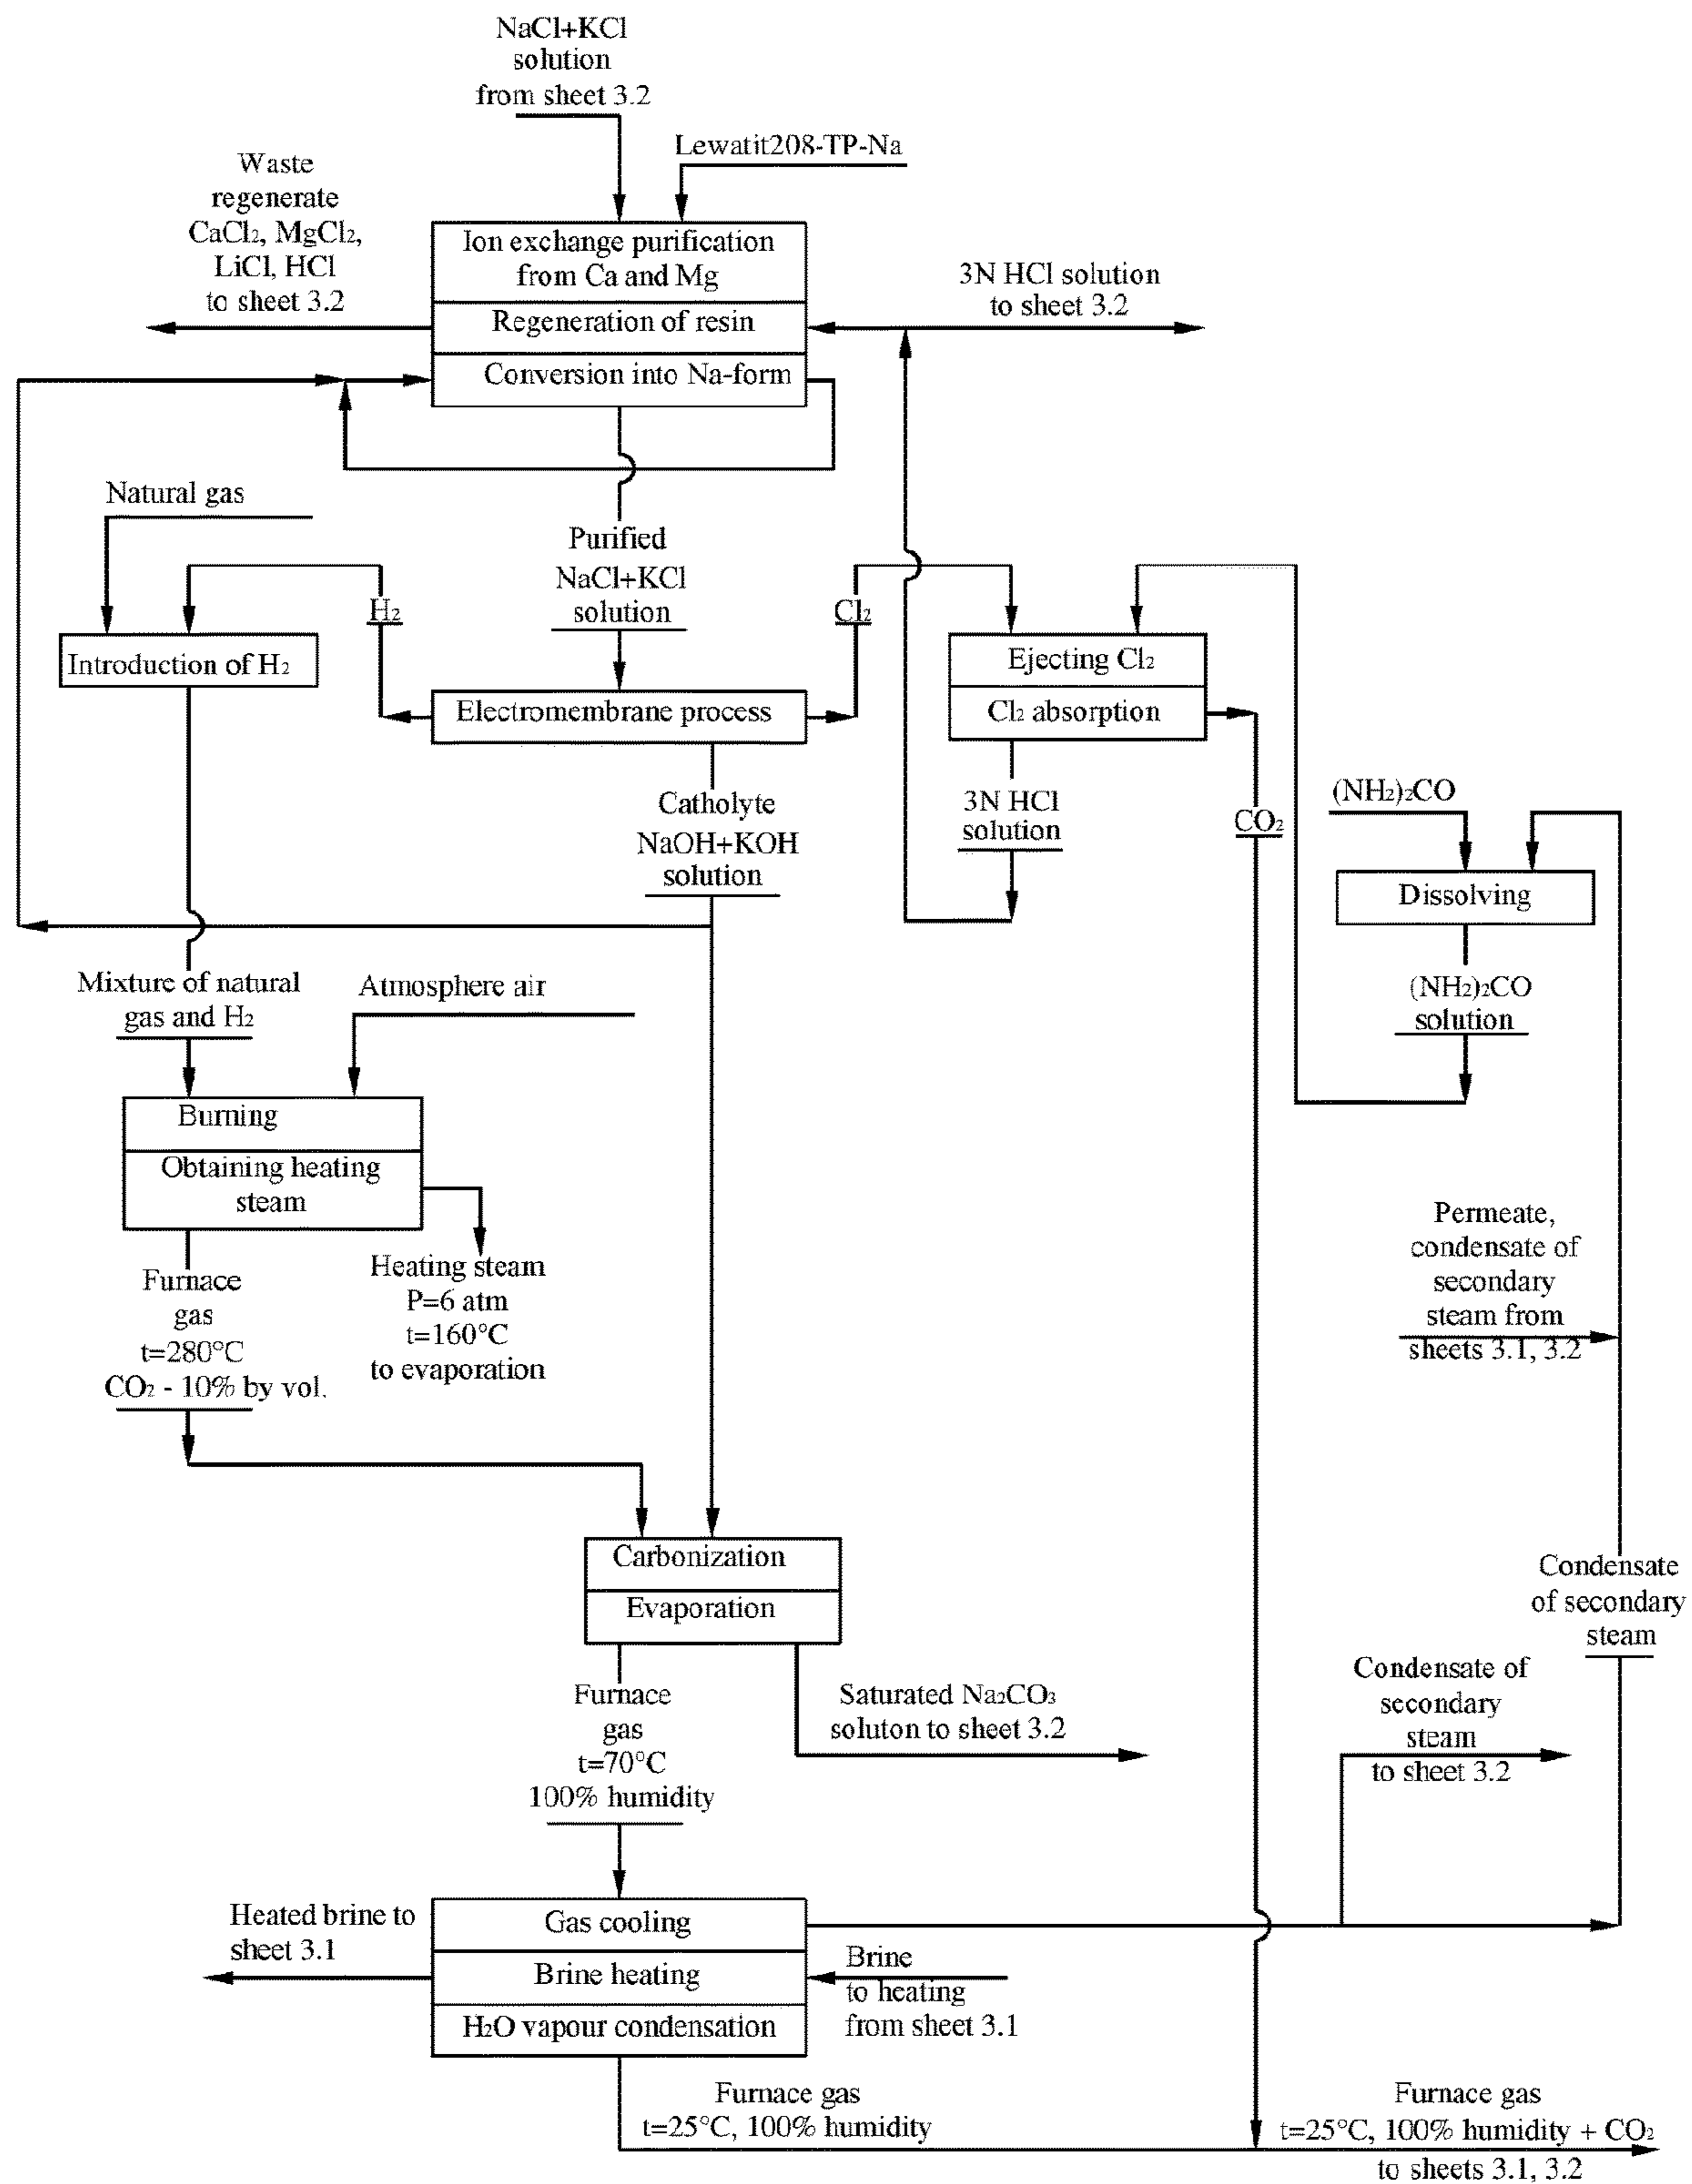 NaCl+KCl
solution
from sheet 3.2
Lewatit208-TP-Na
Waste
regenerate
CaCl₂, MgCl₂,
LiCl, HCl
to sheet 3.2
Ion exchange purification
from Ca and Mg
Regeneration of resin
Conversion into Na-form
3N HCl solution
to sheet 3.2
Natural gas
Purified
NaCl+KCl
solution
H₂
Cl₂
Introduction of H₂
Electromembrane process
Ejecting Cl₂
Cl₂ absorption
Catholyte
NaOH+KOH
solution
3N HCl
solution
CO₂
(NH₂)₂CO
Dissolving
(NH₂)₂CO
solution
Mixture of natural
gas and H₂
Atmosphere air
Burning
Obtaining heating
steam
Furnace
gas
t=280°C
CO₂ - 10% by vol.
Heating steam
P=6 atm
t=160°C
to evaporation
Permeate,
condensate of
secondary
steam from
sheets 3.1, 3.2
Carbonization
Evaporation
Condensate
of secondary
steam
Furnace
gas
t=70°C
100% humidity
Saturated Na₂CO₃
soluton to sheet 3.2
Condensate of
secondary
steam
to sheet 3.2
Heated brine to
sheet 3.1
Gas cooling
Brine heating
H₂O vapour condensation
Brine
to heating
from sheet 3.1
Furnace gas
t=25°C, 100% humidity
Furnace gas
t=25°C, 100% humidity + CO₂
to sheets 3.1, 3.2